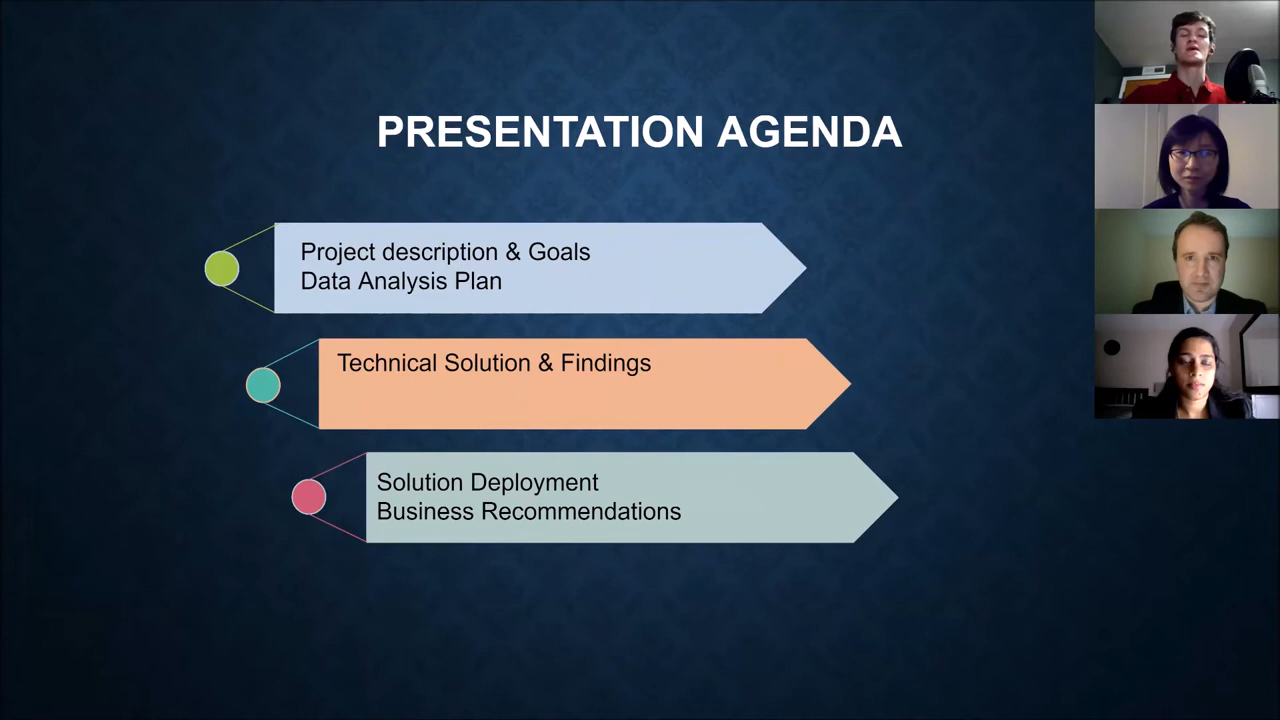 PRESENTATION AGENDA
Project description & Goals
Data Analysis Plan
Technical Solution & Findings
Solution Deployment
Business Recommendations